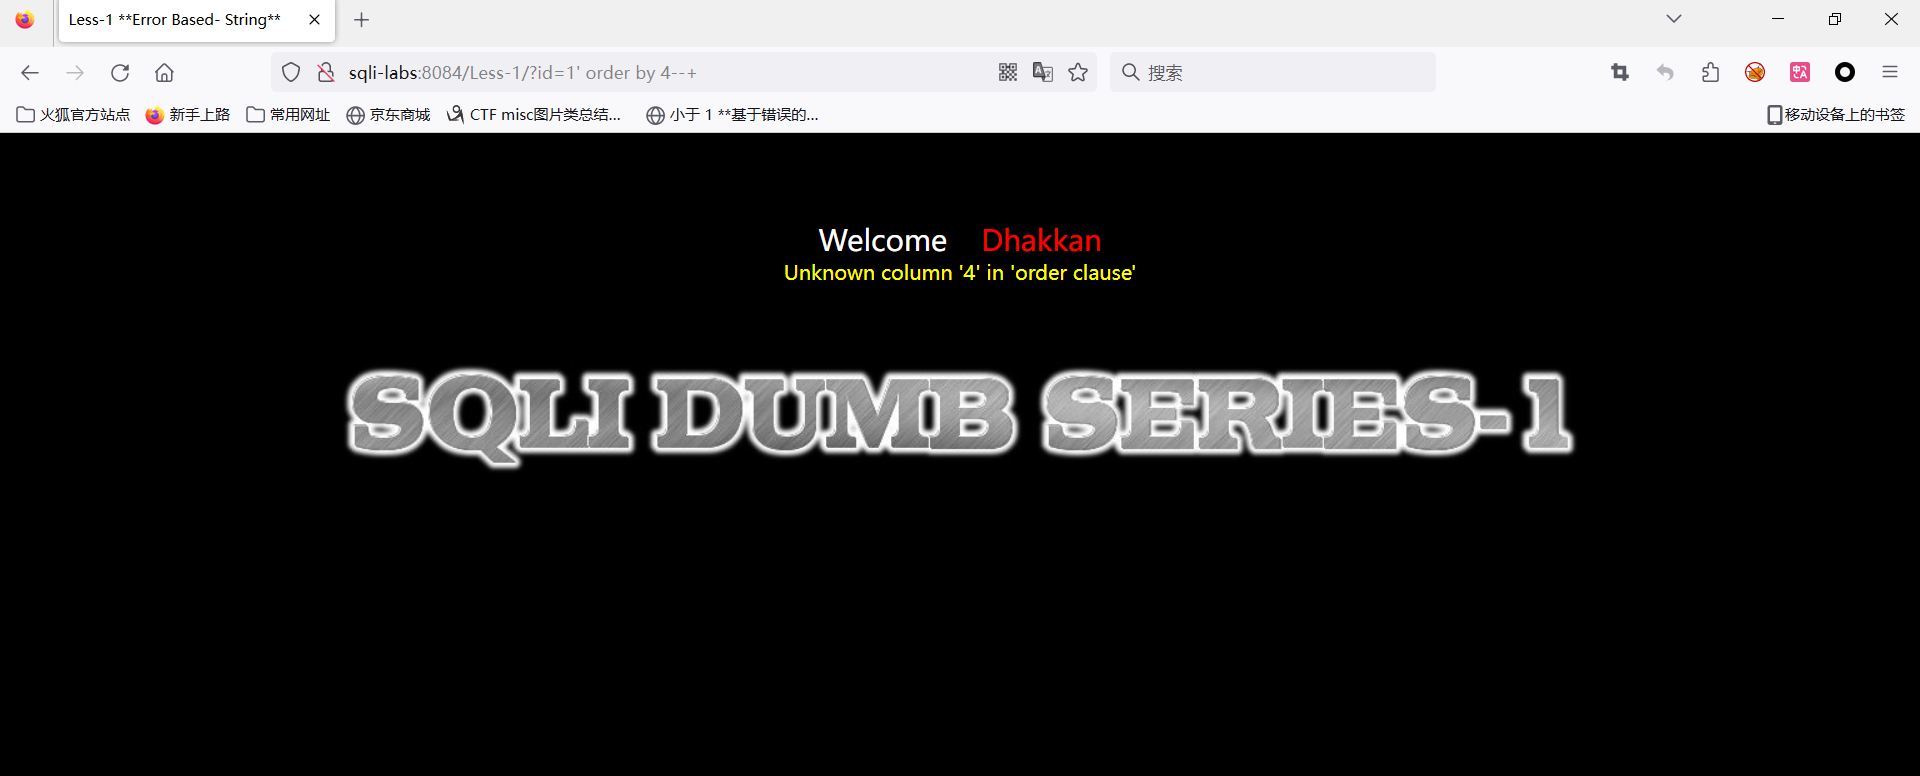 Less-1 **Error Based- String**
sqli-labs:8084/Less-1/?id=1' order by 4--+
搜索
火狐官方站点 新手上路 常用网址 京东商城 CTF misc图片类总结... 小于 1 **基于错误的... 移动设备上的书签
Welcome Dhakkan
Unknown column '4' in 'order clause'
SQLI DUMB SERIES-1